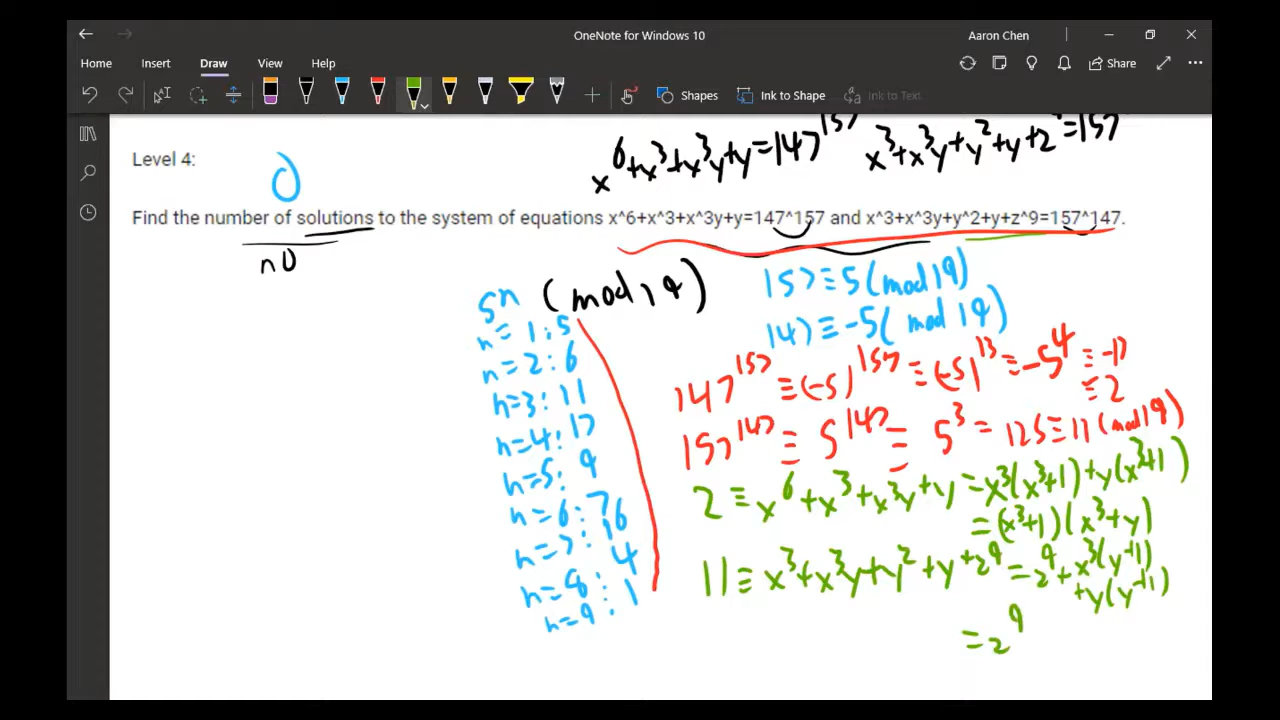 OneNote for Windows 10
Aaron Chen
Home Insert Draw View Help
Share
Shapes Ink to Shape Ink to Text
x^6+x^3+x^3y+y=147^157 x^3+x^3y+y^2+y+z^9=157
Level 4:
0
Find the number of solutions to the system of equations x^6+x^3+x^3y+y=147^157 and x^3+x^3y+y^2+y+z^9=157^147.
no
5^n (mod 19)
n=1:5
n=2:6
n=3:11
n=4:17
n=5:9
n=6:7
n=7:16
n=8:4
n=9:1
157≡5(mod 19)
147≡-5(mod 19)
147^157≡(-5)^157≡(-5)^13≡-5^4≡-17
≡2
157^147≡5^147≡5^3=125≡11(mod 19)
2≡x^6+x^3+x^3y+y=x^3(x^3+1)+y(x^3+1)
=(x^3+1)(x^3+y)
11≡x^3+x^3y+y^2+y+z^9=z^9+x^3(y+1)
+y(y+1)
=z^9